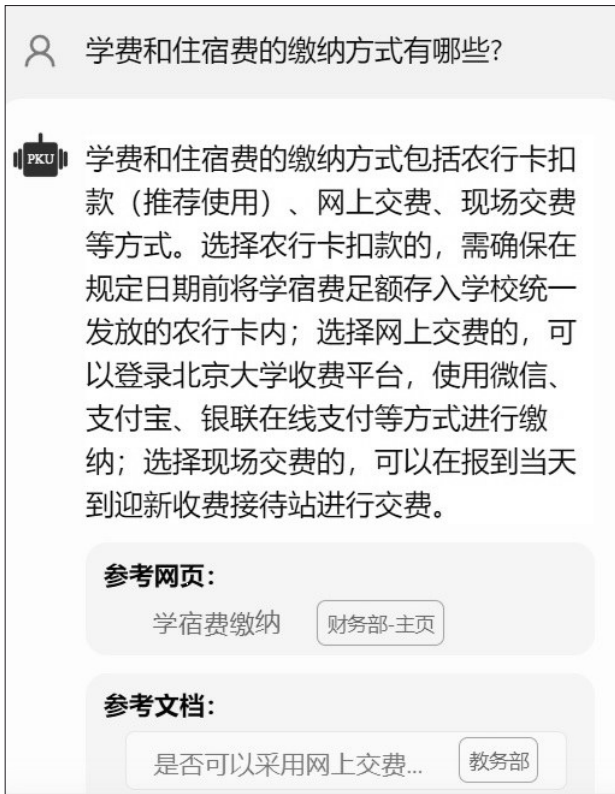 学费和住宿费的缴纳方式有哪些?
PKU
学费和住宿费的缴纳方式包括农行卡扣
款（推荐使用）、网上交费、现场交费
等方式。选择农行卡扣款的，需确保在
规定日期前将学宿费足额存入学校统一
发放的农行卡内；选择网上交费的，可
以登录北京大学收费平台，使用微信、
支付宝、银联在线支付等方式进行缴
纳；选择现场交费的，可以在报到当天
到迎新收费接待站进行交费。
参考网页：
学宿费缴纳 财务部-主页
参考文档：
是否可以采用网上交费... 教务部